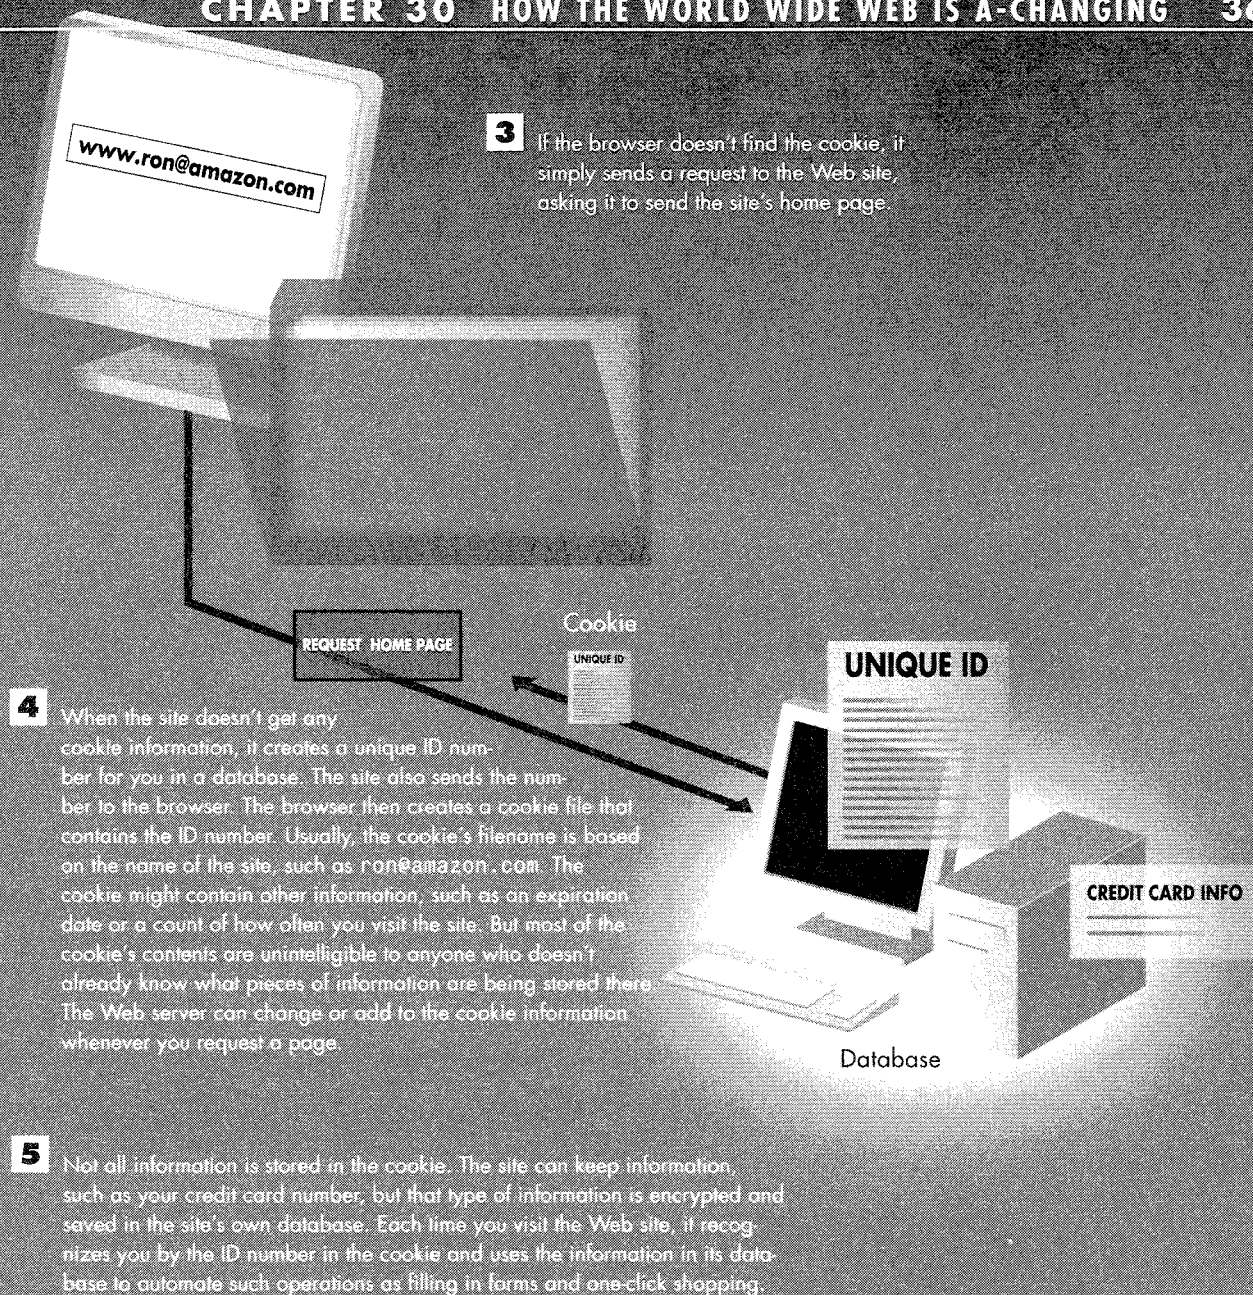 CHAPTER 30 HOW THE WORLD WIDE WEB IS A-CHANGING
www.ron@amazon.com
3
If the browser doesn't find the cookie, it
simply sends a request to the Web site,
asking it to send the site's home page.
REQUEST HOME PAGE
Cookie
UNIQUE ID
UNIQUE ID
4
When the site doesn't get any
cookie information, it creates a unique ID num-
ber for you in a database. The site also sends the num-
ber to the browser. The browser then creates a cookie file that
contains the ID number. Usually, the cookie's filename is based
on the name of the site, such as ron@amazon.com. The
cookie might contain other information, such as an expiration
date or a count of how often you visit the site. But most of the
cookie's contents are unintelligible to anyone who doesn't
already know what pieces of information are being stored there.
The Web server can change or add to the cookie information
whenever you request a page.
CREDIT CARD INFO
Database
5
Not all information is stored in the cookie. The site can keep information,
such as your credit card number, but that type of information is encrypted and
saved in the site's own database. Each time you visit the Web site, it recog-
nizes you by the ID number in the cookie and uses the information in its data-
base to automate such operations as filling in forms and one-click shopping.